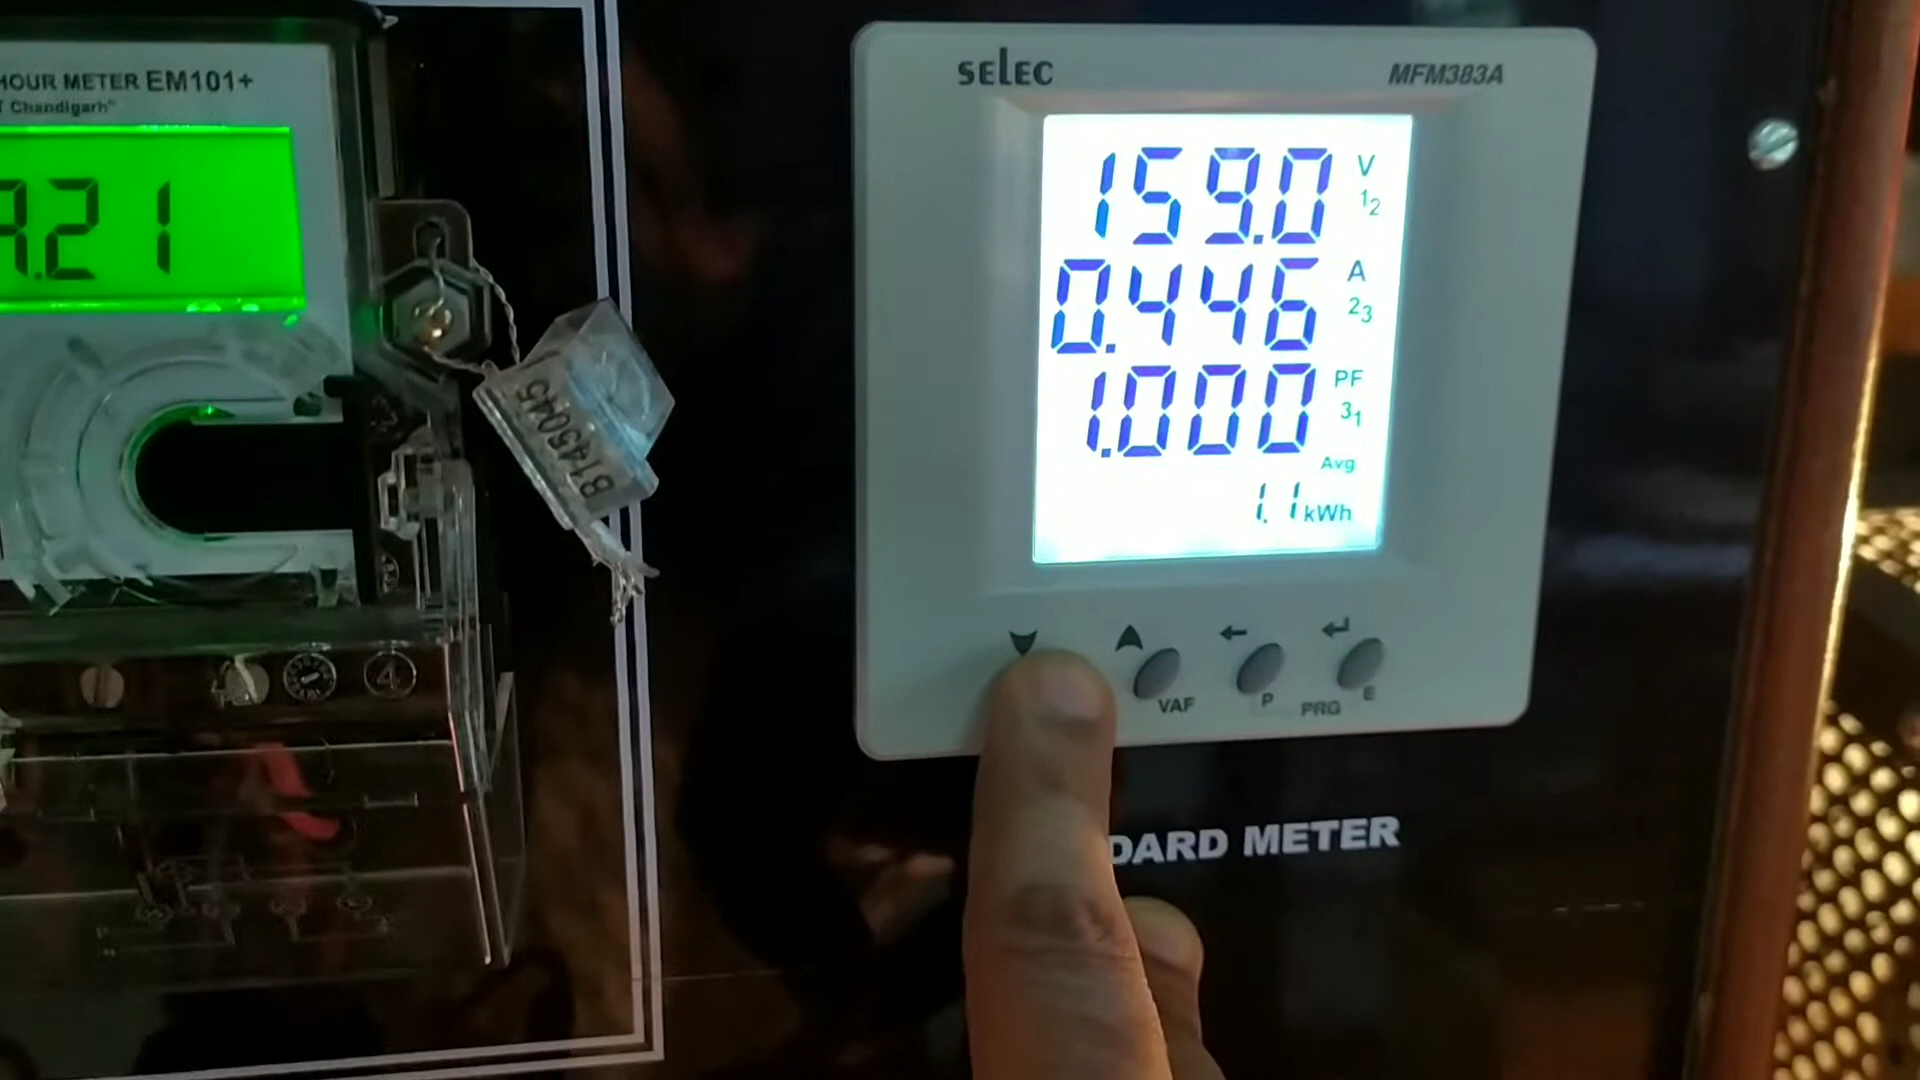 HOUR METER EM101+
Chandigarh"
.21
B145045
selec
MFM383A
159.0 V 12
0.446 A 23
1.000 PF 31
Avg
1.1 kWh
VAF
P
PRG
E
DARD METER
4